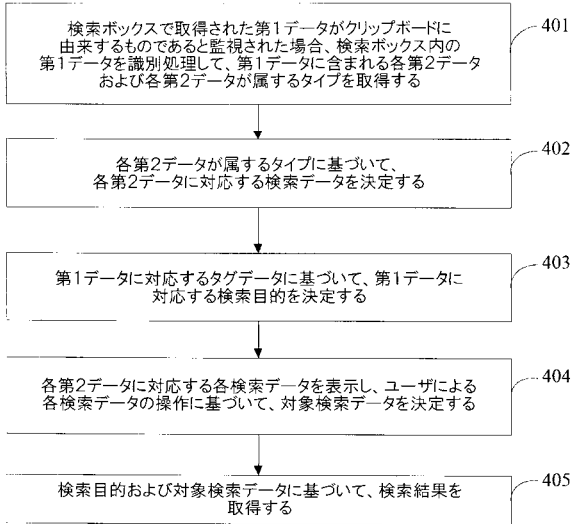 検索ボックスで取得された第1データがクリップボードに
由来するものであると監視された場合、検索ボックス内の
第1データを識別処理して、第1データに含まれる各第2データ
および各第2データが属するタイプを取得する
401
各第2データが属するタイプに基づいて、
各第2データに対応する検索データを決定する
402
第1データに対応するタグデータに基づいて、第1データに
対応する検索目的を決定する
403
各第2データに対応する各検索データを表示し、ユーザによる
各検索データの操作に基づいて、対象検索データを決定する
404
検索目的および対象検索データに基づいて、検索結果を
取得する
405